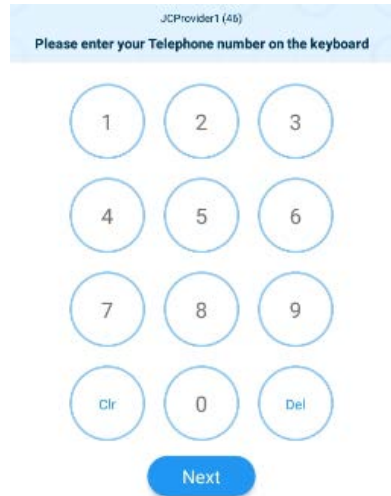 JCProvider1 (46)
Please enter your Telephone number on the keyboard
1 2 3
4 5 6
7 8 9
Clr 0 Del
Next